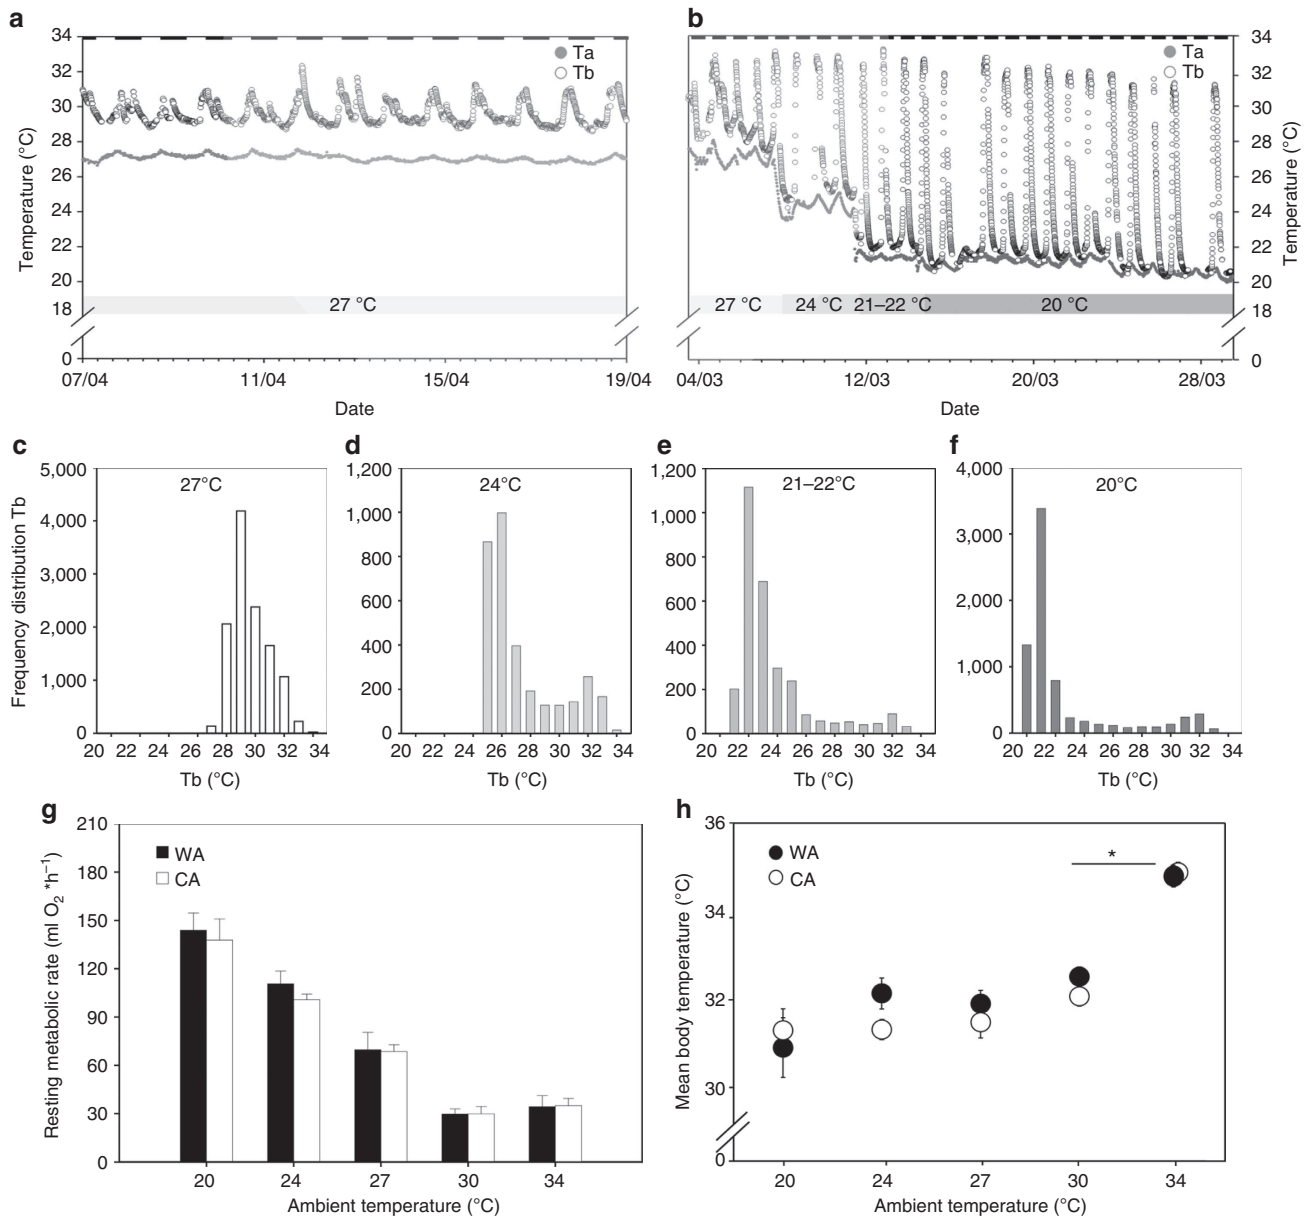 a
34
32
30
28
26
24
22
20
18
0
Temperature (°C)
Ta
Tb
27 °C
07/04 11/04 15/04 19/04
Date
b
34
32
30
28
26
24
22
20
18
0
Temperature (°C)
Ta
Tb
27 °C 24 °C 21–22 °C 20 °C
04/03 12/03 20/03 28/03
Date
c
5,000
4,000
3,000
2,000
1,000
0
Frequency distribution Tb
27°C
20 22 24 26 28 30 32 34
Tb (°C)
d
1,200
1,000
800
600
400
200
0
24°C
20 22 24 26 28 30 32 34
Tb (°C)
e
1,200
1,000
800
600
400
200
0
21–22°C
20 22 24 26 28 30 32 34
Tb (°C)
f
4,000
3,000
2,000
1,000
0
20°C
20 22 24 26 28 30 32 34
Tb (°C)
g
210
180
150
120
90
60
30
0
Resting metabolic rate (ml O2 *h−1)
WA
CA
20 24 27 30 34
Ambient temperature (°C)
h
36
34
32
30
0
Mean body temperature (°C)
WA
CA
*
20 24 27 30 34
Ambient temperature (°C)